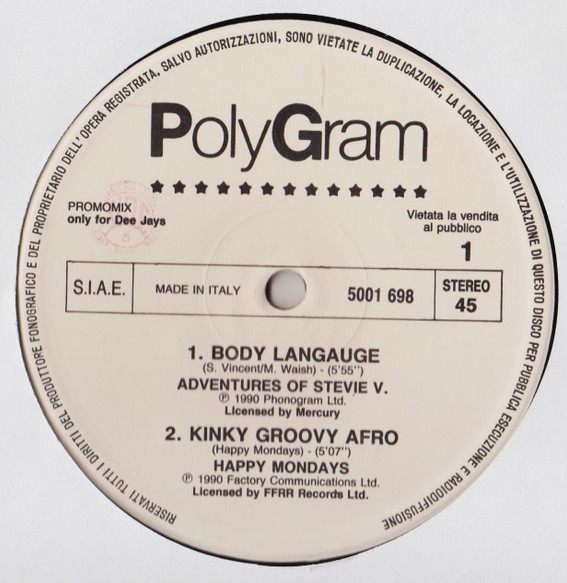 RISERVATI TUTTI I DIRITTI DEL PRODUTTORE FONOGRAFICO E DEL PROPRIETARIO DELL'OPERA REGISTRATA. SALVO AUTORIZZAZIONI, SONO VIETATE LA DUPLICAZIONE, LA LOCAZIONE E L'UTILIZZAZIONE DI QUESTO DISCO PER PUBBLICA ESECUZIONE E RADIODIFFUSIONE
PolyGram
PROMOMIX
only for Dee Jays
Vietata la vendita
al pubblico
1
S.I.A.E.
MADE IN ITALY
5001 698
STEREO
45
1. BODY LANGAUGE
(S. Vincent/M. Walsh) - (5'55")
ADVENTURES OF STEVIE V.
℗ 1990 Phonogram Ltd.
Licensed by Mercury
2. KINKY GROOVY AFRO
(Happy Mondays) - (5'07")
HAPPY MONDAYS
℗ 1990 Factory Communications Ltd.
Licensed by FFRR Records Ltd.